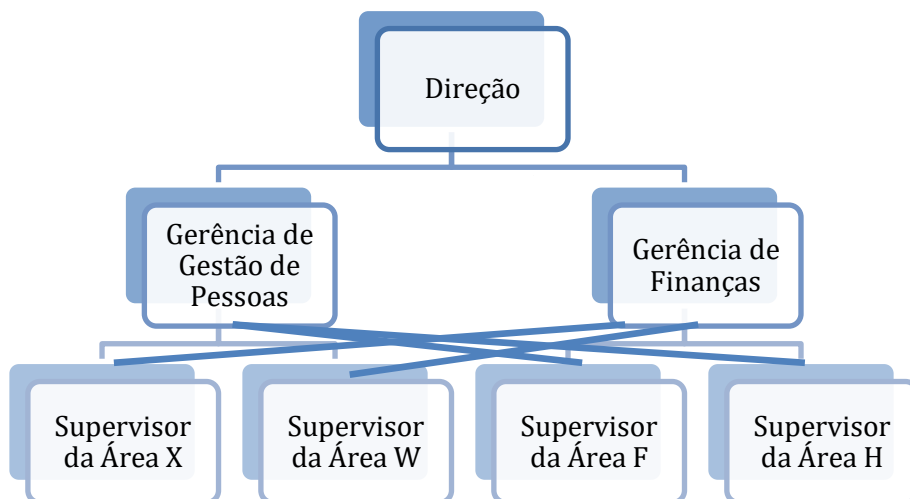 Direção
Gerência de
Gestão de
Pessoas
Gerência de
Finanças
Supervisor
da Área X
Supervisor
da Área W
Supervisor
da Área F
Supervisor
da Área H